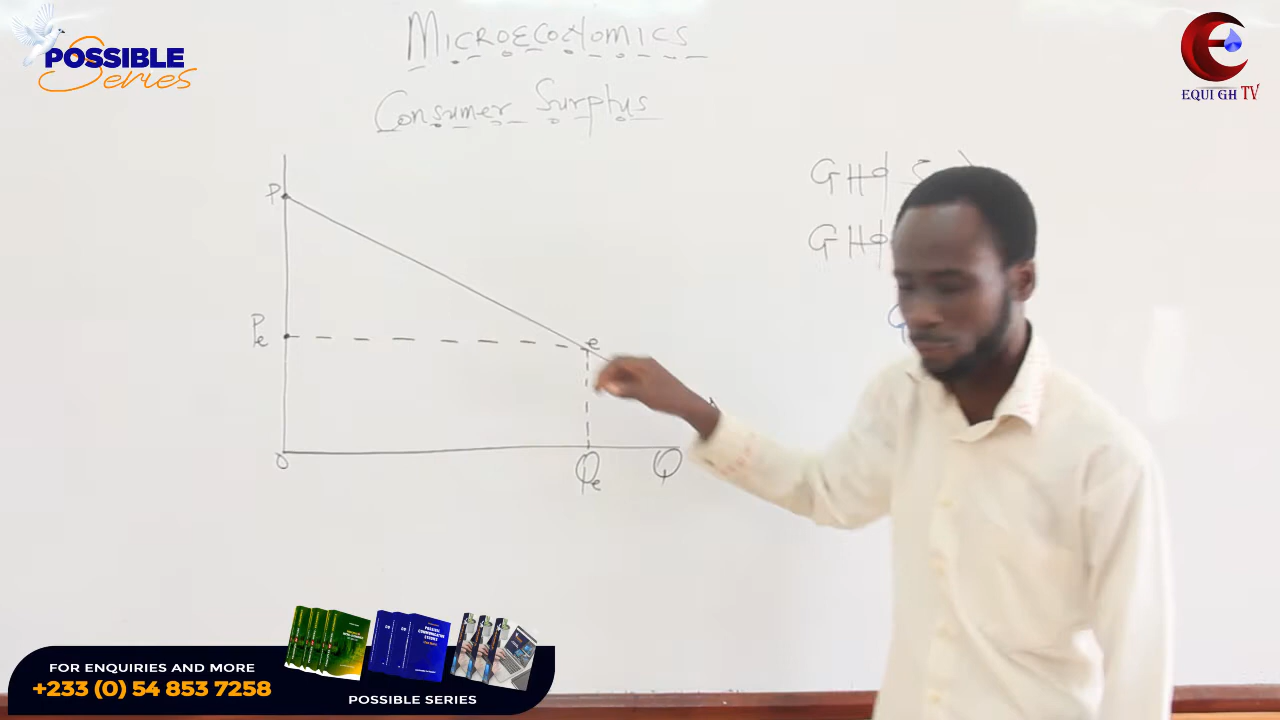 MICROECONOMICS
Consumer Surplus
POSSIBLE
Series
EQUI GH TV
P
Pe
e
0
Qe
Q
GH¢
GH¢
FOR ENQUIRIES AND MORE
+233 (0) 54 853 7258
POSSIBLE SERIES